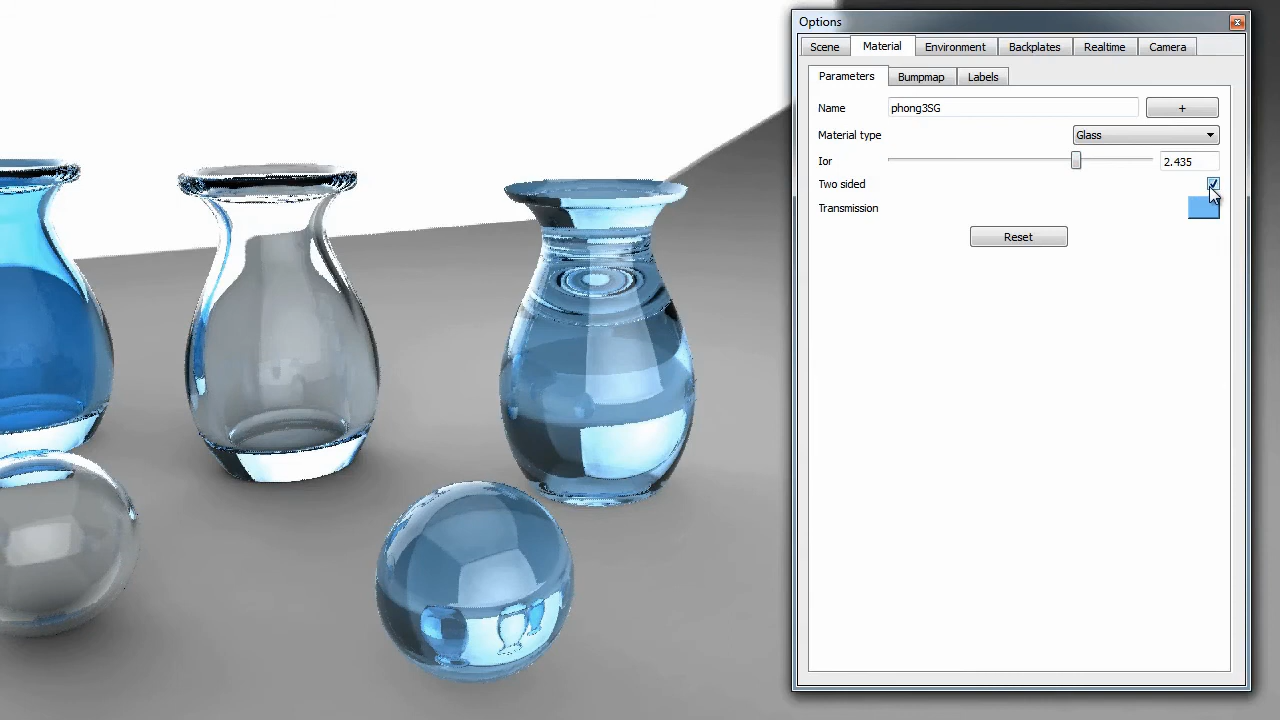 Options
Scene Material Environment Backplates Realtime Camera
Parameters Bumpmap Labels
Name phong3SG +
Material type Glass
Ior 2.435
Two sided
Transmission
Reset